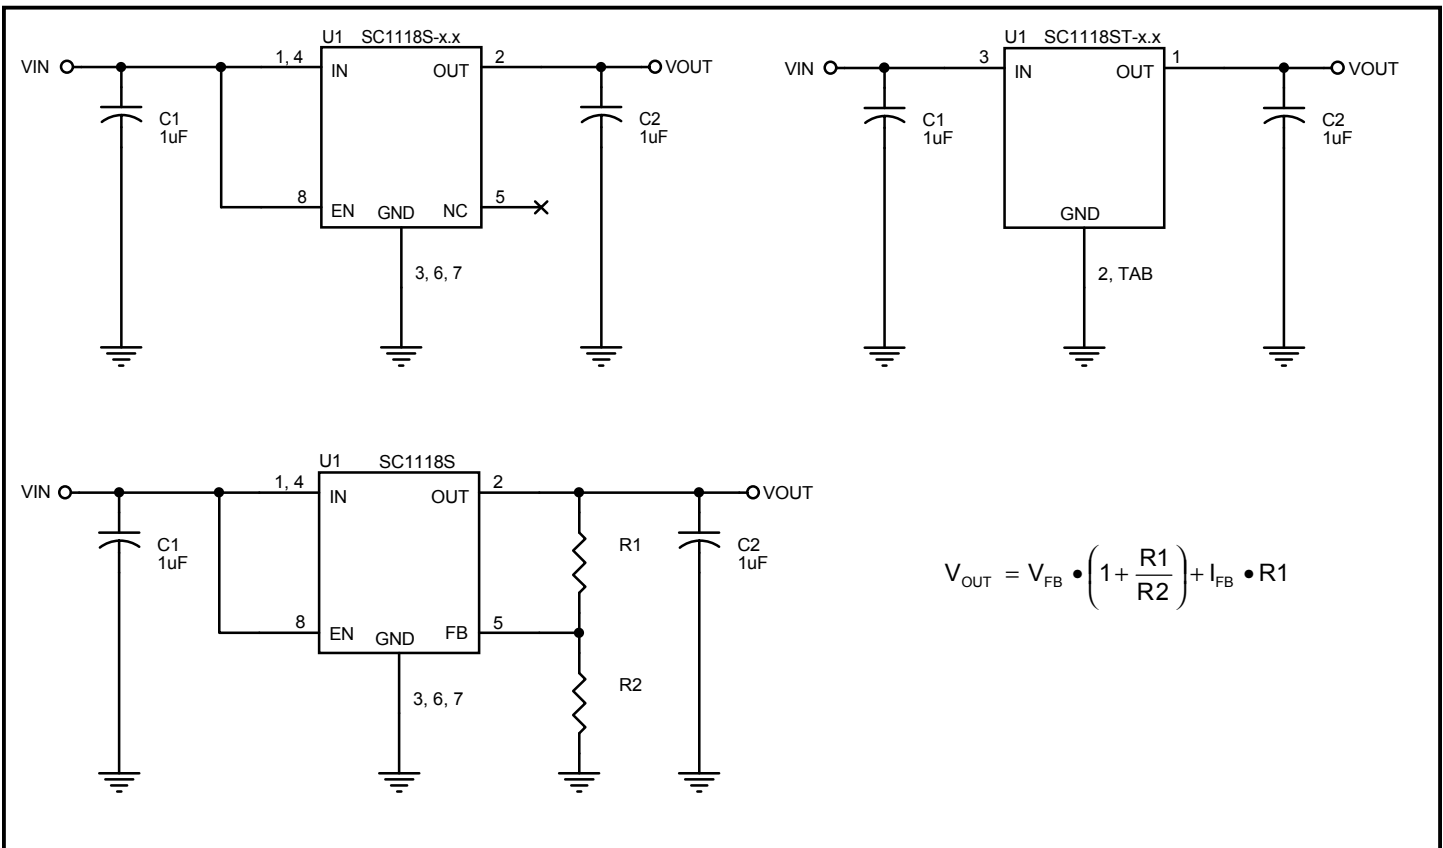 U1 SC1118S-x.x
VIN
1, 4
IN
OUT
2
VOUT
C1
1uF
C2
1uF
8
EN
GND
NC
5
3, 6, 7
U1 SC1118ST-x.x
VIN
3
IN
OUT
1
VOUT
C1
1uF
C2
1uF
GND
2, TAB
U1 SC1118S
VIN
1, 4
IN
OUT
2
VOUT
C1
1uF
R1
C2
1uF
8
EN
GND
FB
5
3, 6, 7
R2
V_OUT = V_FB • (1 + R1/R2) + I_FB • R1